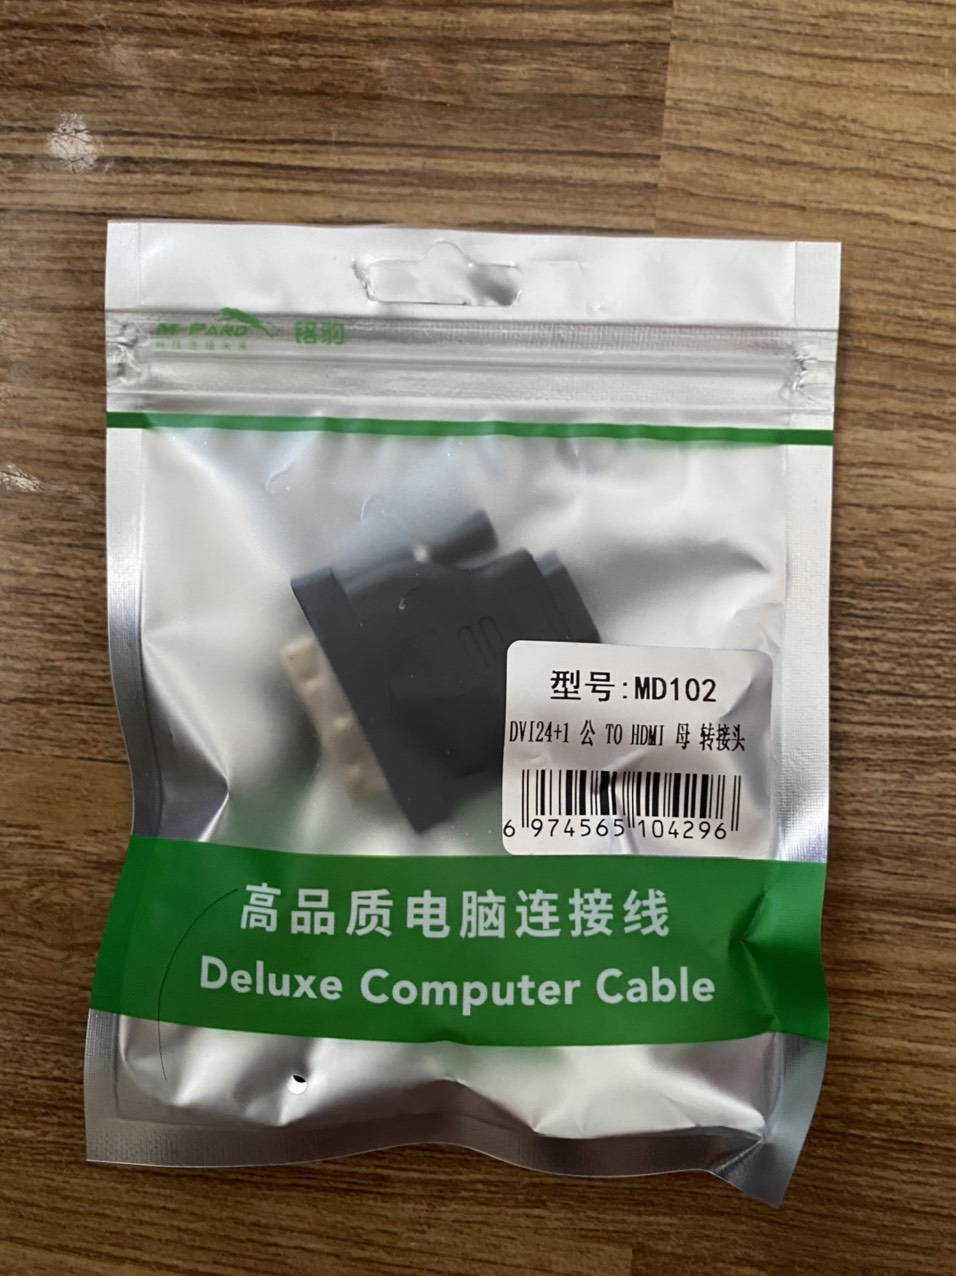 M-PARD 铭豹
型号:MD102
DVI24+1 公 TO HDMI 母 转接头
6 974565 104296
高品质电脑连接线
Deluxe Computer Cable